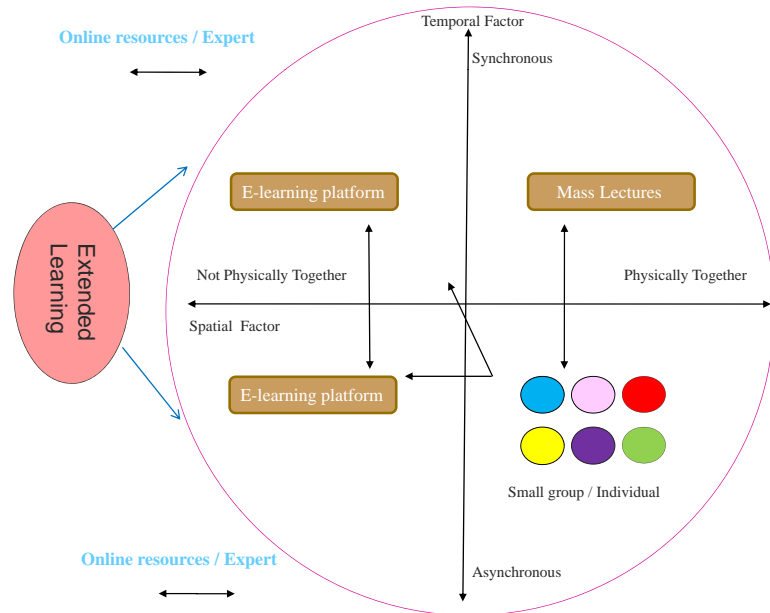 Temporal Factor
Online resources / Expert
Synchronous
E-learning platform
Mass Lectures
Extended
Learning
Not Physically Together
Physically Together
Spatial Factor
E-learning platform
Small group / Individual
Online resources / Expert
Asynchronous